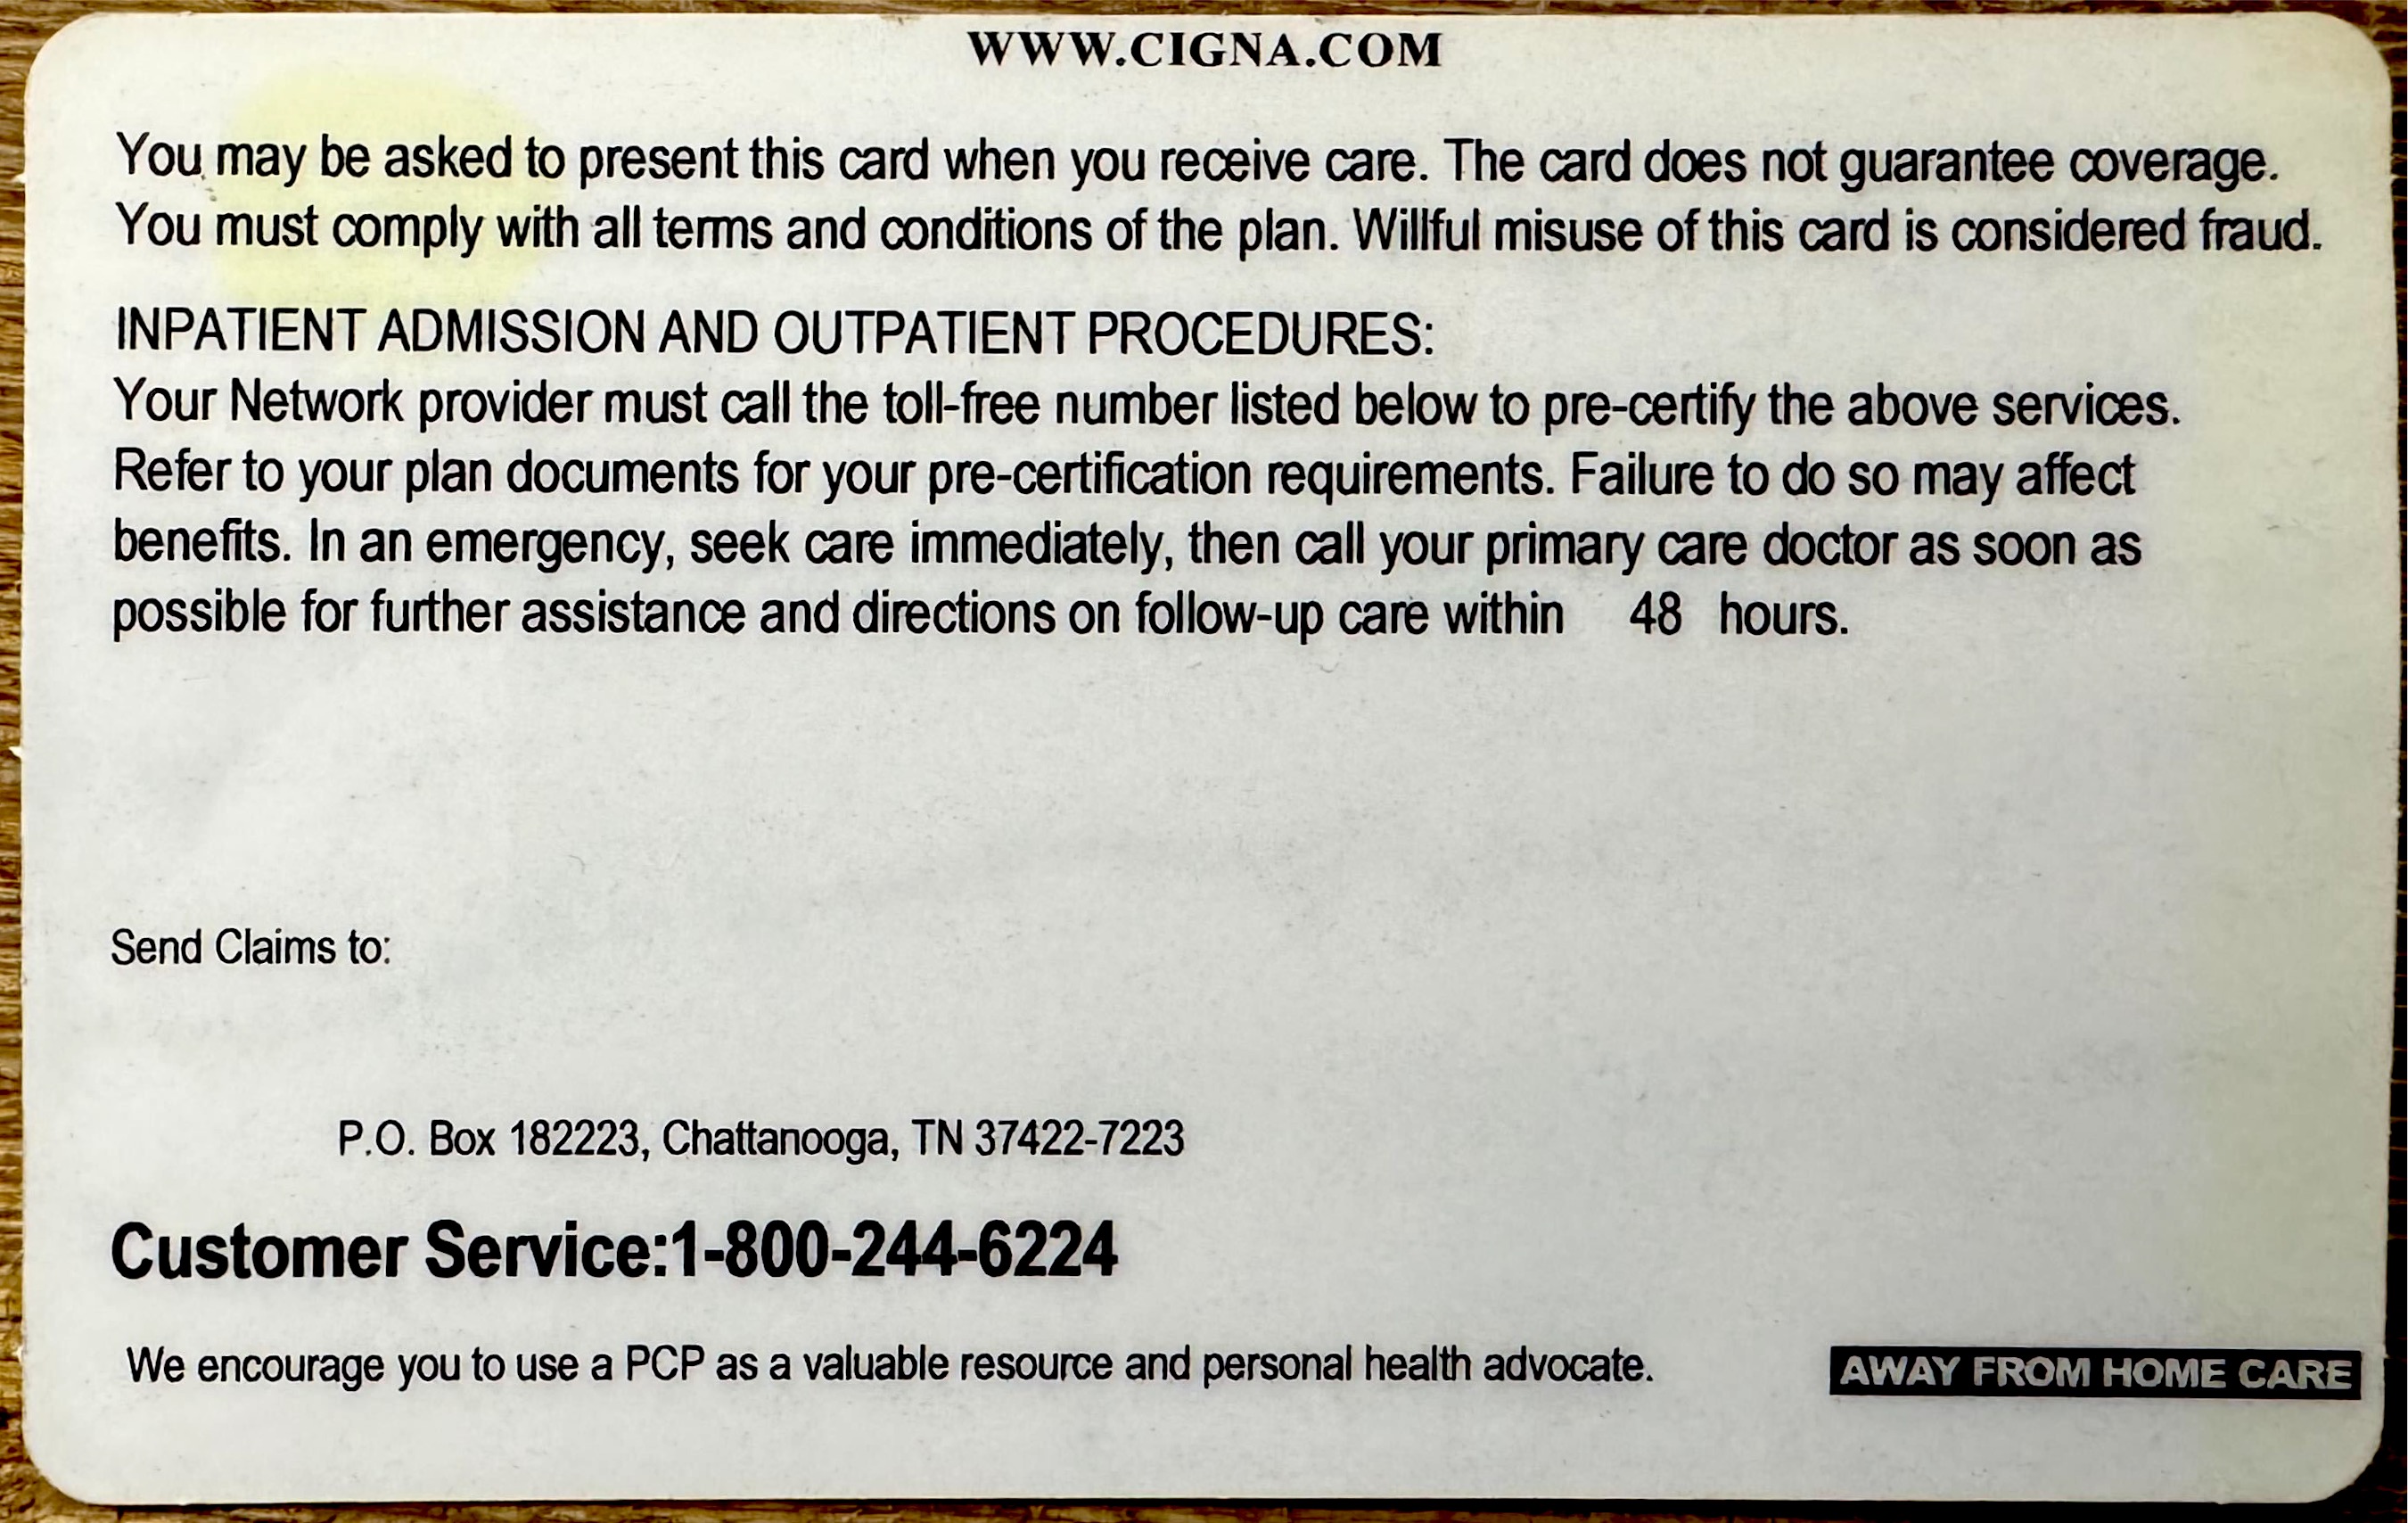 WWW.CIGNA.COM
You may be asked to present this card when you receive care. The card does not guarantee coverage.
You must comply with all terms and conditions of the plan. Willful misuse of this card is considered fraud.
INPATIENT ADMISSION AND OUTPATIENT PROCEDURES:
Your Network provider must call the toll-free number listed below to pre-certify the above services.
Refer to your plan documents for your pre-certification requirements. Failure to do so may affect
benefits. In an emergency, seek care immediately, then call your primary care doctor as soon as
possible for further assistance and directions on follow-up care within 48 hours.
Send Claims to:
P.O. Box 182223, Chattanooga, TN 37422-7223
Customer Service:1-800-244-6224
We encourage you to use a PCP as a valuable resource and personal health advocate.
AWAY FROM HOME CARE